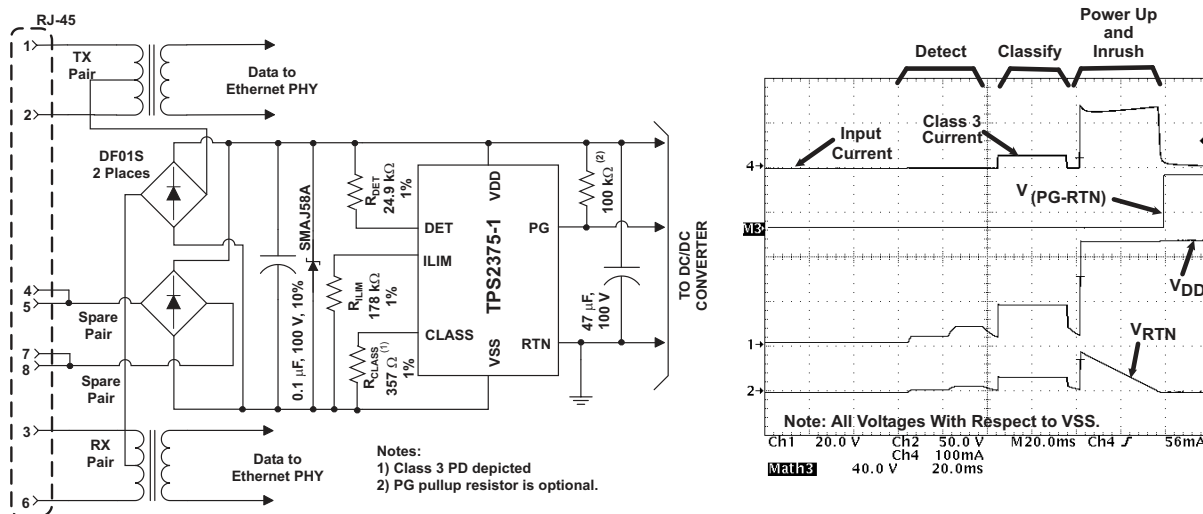 RJ-45
1
TX
Pair
2
Data to
Ethernet PHY
DF01S
2 Places
4
5
Spare
Pair
7
8
Spare
Pair
3
RX
Pair
6
Data to
Ethernet PHY
0.1 μF, 100 V, 10%
SMAJ58A
R_DET
24.9 kΩ
1%
R_ILIM
178 kΩ
1%
R_CLASS
357 Ω (1)
1%
DET
ILIM
CLASS
VDD
TPS2375-1
VSS
PG
RTN
100 kΩ (2)
47 μF,
100 V
TO DC/DC
CONVERTER
Notes:
1) Class 3 PD depicted
2) PG pullup resistor is optional.
Detect
Classify
Power Up
and
Inrush
Input
Current
Class 3
Current
4
V(PG-RTN)
M3
VDD
1
VRTN
2
Note: All Voltages With Respect to VSS.
Ch1 20.0 V Ch2 50.0 V M20.0ms Ch4 ƒ 56mA
Ch4 100mA
Math3 40.0 V 20.0ms